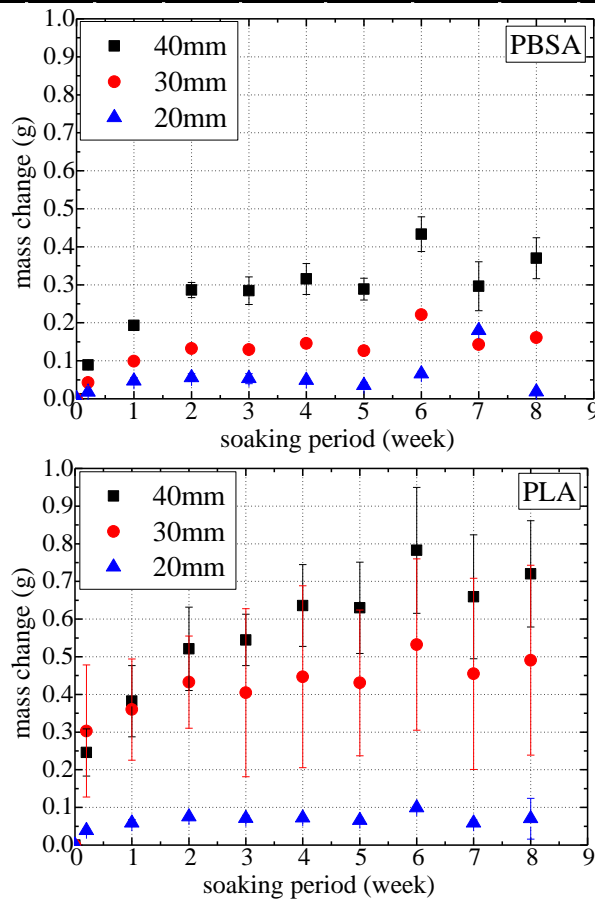 1.0
0.9
0.8
0.7
0.6
0.5
0.4
0.3
0.2
0.1
0.0
mass change (g)
40mm
30mm
20mm
PBSA
0 1 2 3 4 5 6 7 8 9
soaking period (week)
1.0
0.9
0.8
0.7
0.6
0.5
0.4
0.3
0.2
0.1
0.0
mass change (g)
40mm
30mm
20mm
PLA
0 1 2 3 4 5 6 7 8 9
soaking period (week)